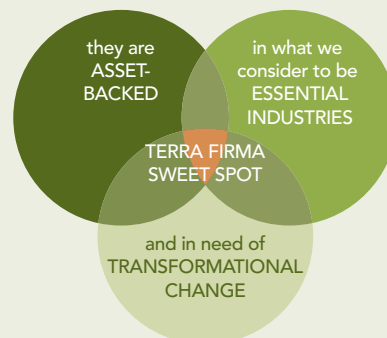 they are
ASSET-
BACKED
in what we
consider to be
ESSENTIAL
INDUSTRIES
TERRA FIRMA
SWEET SPOT
and in need of
TRANSFORMATIONAL
CHANGE